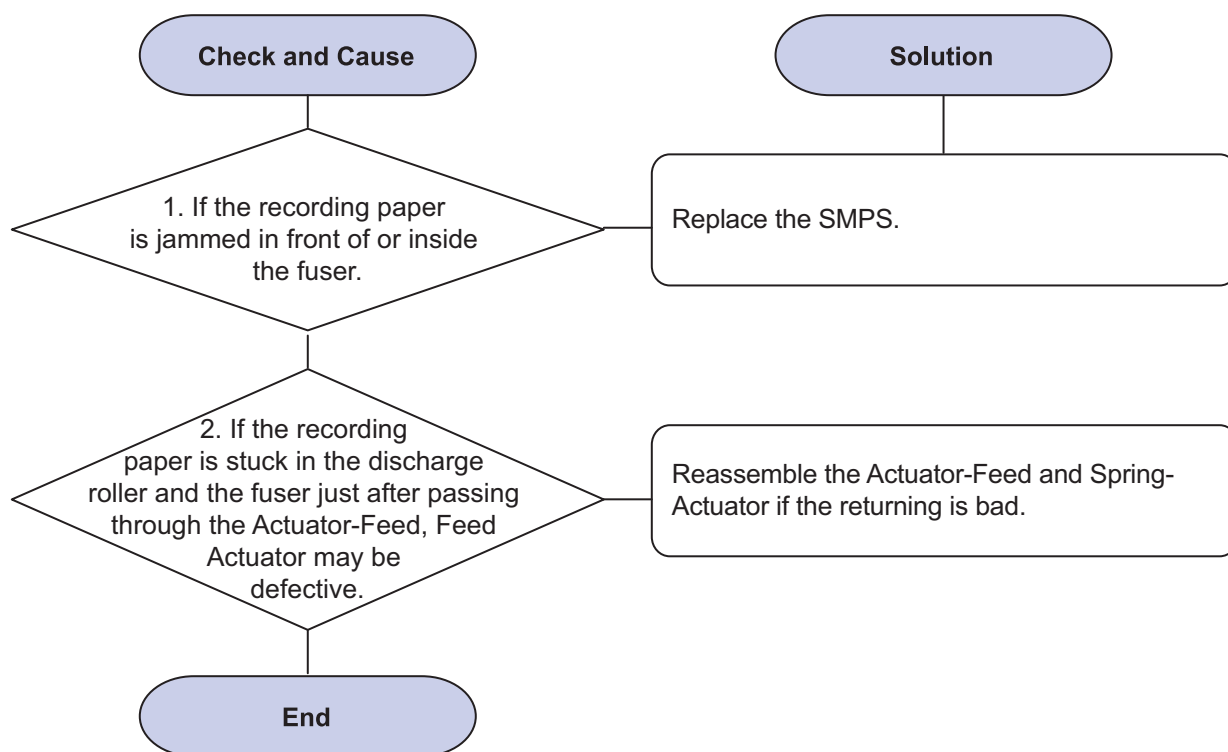 Check and Cause
Solution
1. If the recording paper
is jammed in front of or inside
the fuser.
Replace the SMPS.
2. If the recording
paper is stuck in the discharge
roller and the fuser just after passing
through the Actuator-Feed, Feed
Actuator may be
defective.
Reassemble the Actuator-Feed and Spring-
Actuator if the returning is bad.
End